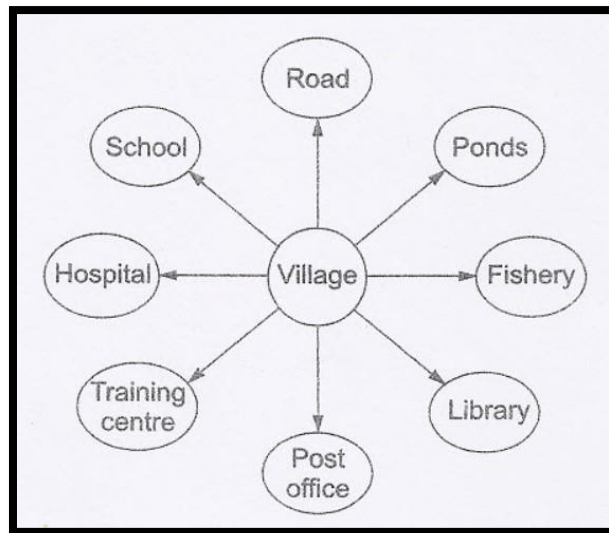 Road
School
Ponds
Hospital
Village
Fishery
Training
centre
Library
Post
office